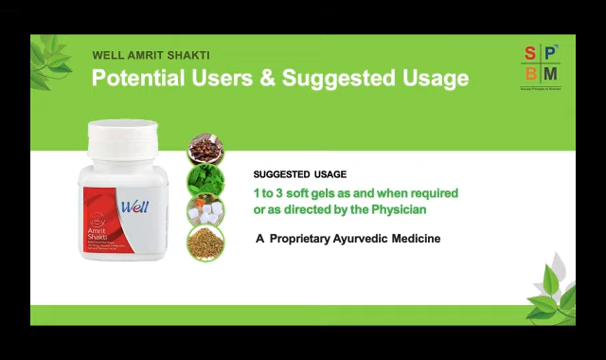 WELL AMRIT SHAKTI
Potential Users & Suggested Usage
S P
B M
Well
Amrit
Shakti
SUGGESTED USAGE
1 to 3 soft gels as and when required
or as directed by the Physician
A Proprietary Ayurvedic Medicine